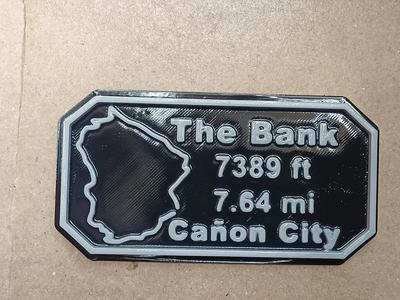 The Bank
7389 ft
7.64 mi
Cañon City